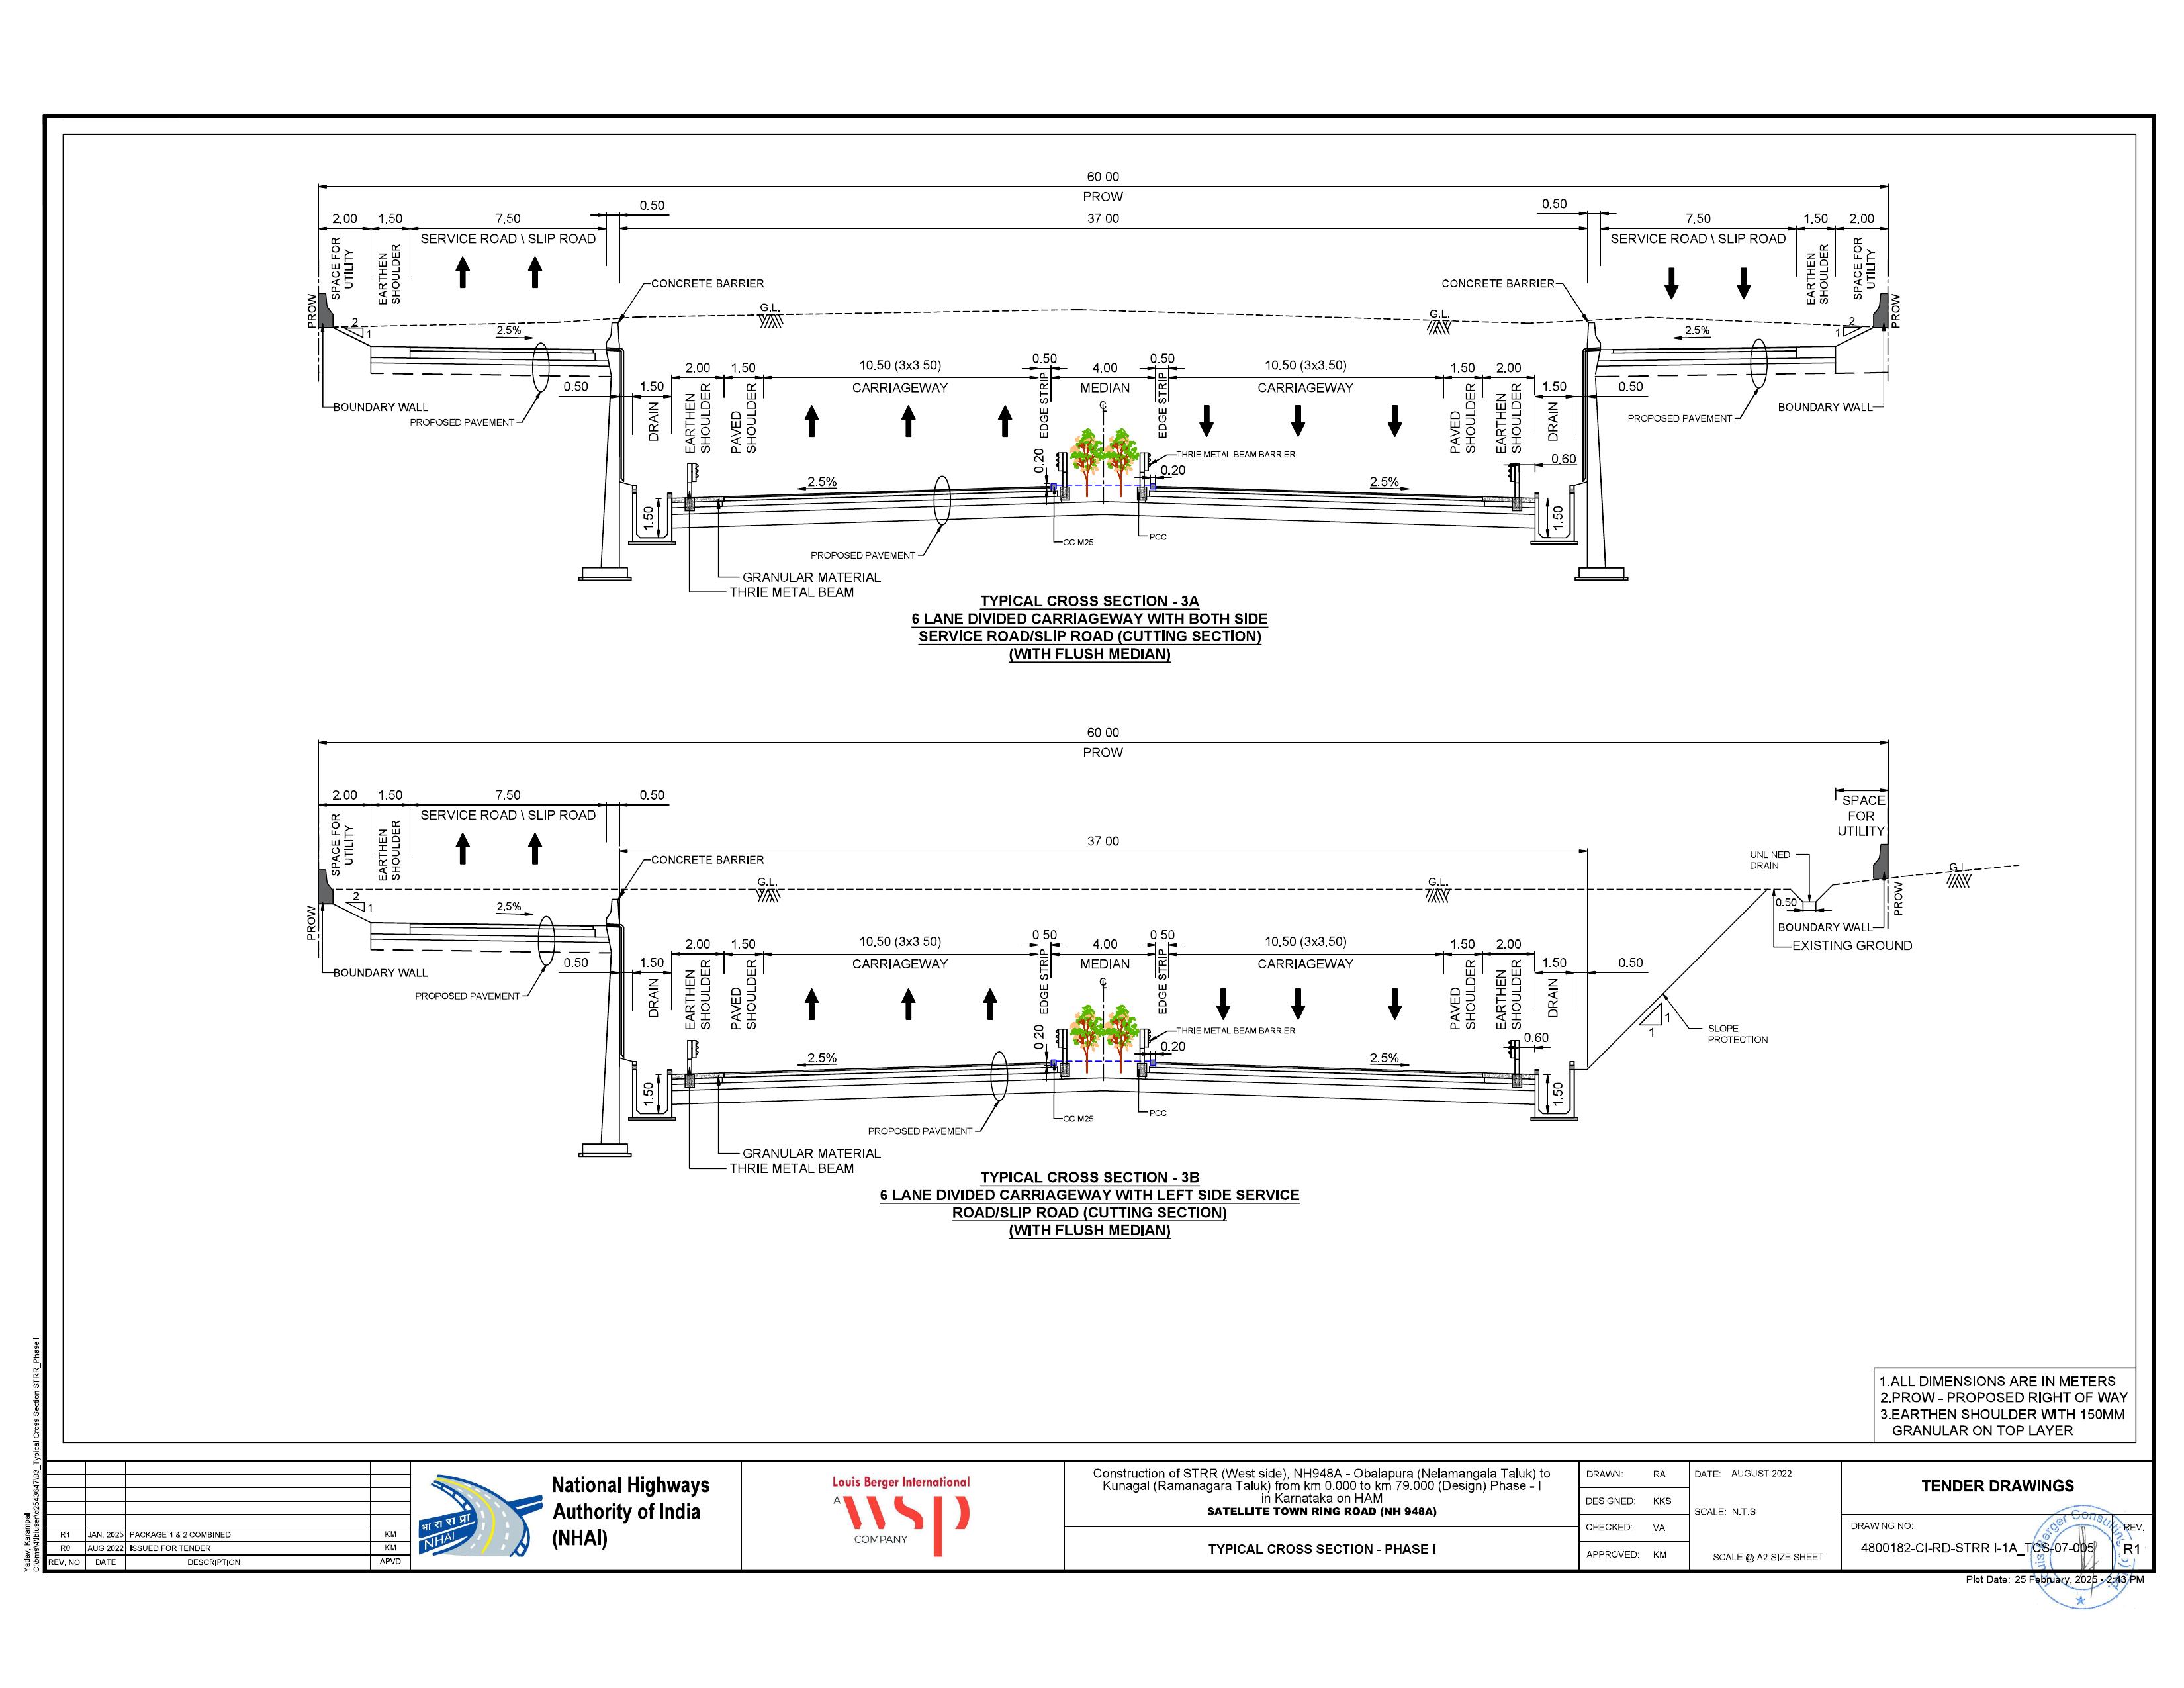 60.00
PROW
2.00 1.50 7.50 0.50 37.00 0.50 7.50 1.50 2.00
SPACE FOR UTILITY
EARTHEN SHOULDER
SERVICE ROAD \ SLIP ROAD
SERVICE ROAD \ SLIP ROAD
EARTHEN SHOULDER
SPACE FOR UTILITY
CONCRETE BARRIER
CONCRETE BARRIER
PROW
G.L.
G.L.
PROW
2
1
2.5%
2.5%
2
1
0.50 1.50 2.00 1.50 10.50 (3x3.50) 0.50 4.00 0.50 10.50 (3x3.50) 1.50 2.00 1.50 0.50
DRAIN
EARTHEN SHOULDER
PAVED SHOULDER
CARRIAGEWAY
EDGE STRIP
MEDIAN
EDGE STRIP
CARRIAGEWAY
PAVED SHOULDER
EARTHEN SHOULDER
DRAIN
BOUNDARY WALL
PROPOSED PAVEMENT
BOUNDARY WALL
PROPOSED PAVEMENT
THRIE METAL BEAM BARRIER
0.20
0.20
0.60
2.5%
2.5%
1.50
1.50
CC M25
PCC
PROPOSED PAVEMENT
GRANULAR MATERIAL
THRIE METAL BEAM
TYPICAL CROSS SECTION - 3A
6 LANE DIVIDED CARRIAGEWAY WITH BOTH SIDE
SERVICE ROAD/SLIP ROAD (CUTTING SECTION)
(WITH FLUSH MEDIAN)
60.00
PROW
2.00 1.50 7.50 0.50
SPACE FOR UTILITY
EARTHEN SHOULDER
SERVICE ROAD \ SLIP ROAD
SPACE
FOR
UTILITY
37.00
CONCRETE BARRIER
UNLINED
DRAIN
G.L.
G.L.
G.L.
PROW
2
1
2.5%
0.50
PROW
BOUNDARY WALL
EXISTING GROUND
0.50 1.50 2.00 1.50 10.50 (3x3.50) 0.50 4.00 0.50 10.50 (3x3.50) 1.50 2.00 1.50 0.50
DRAIN
EARTHEN SHOULDER
PAVED SHOULDER
CARRIAGEWAY
EDGE STRIP
MEDIAN
EDGE STRIP
CARRIAGEWAY
PAVED SHOULDER
EARTHEN SHOULDER
DRAIN
BOUNDARY WALL
PROPOSED PAVEMENT
1
1
SLOPE
PROTECTION
THRIE METAL BEAM BARRIER
0.20
0.20
0.60
2.5%
2.5%
1.50
1.50
CC M25
PCC
PROPOSED PAVEMENT
GRANULAR MATERIAL
THRIE METAL BEAM
TYPICAL CROSS SECTION - 3B
6 LANE DIVIDED CARRIAGEWAY WITH LEFT SIDE SERVICE
ROAD/SLIP ROAD (CUTTING SECTION)
(WITH FLUSH MEDIAN)
1.ALL DIMENSIONS ARE IN METERS
2.PROW - PROPOSED RIGHT OF WAY
3.EARTHEN SHOULDER WITH 150MM
GRANULAR ON TOP LAYER
R1 JAN, 2025 PACKAGE 1 & 2 COMBINED KM
R0 AUG 2022 ISSUED FOR TENDER KM
REV, NO, DATE DESCRIPTION APVD
भा रा रा प्रा
NHAI
National Highways
Authority of India
(NHAI)
Louis Berger International
A
wsp
COMPANY
Construction of STRR (West side), NH948A - Obalapura (Nelamangala Taluk) to
Kunagal (Ramanagara Taluk) from km 0.000 to km 79.000 (Design) Phase - I
in Karnataka on HAM
SATELLITE TOWN RING ROAD (NH 948A)
TYPICAL CROSS SECTION - PHASE I
DRAWN: RA
DESIGNED: KKS
CHECKED: VA
APPROVED: KM
DATE: AUGUST 2022
SCALE: N.T.S
SCALE @ A2 SIZE SHEET
TENDER DRAWINGS
DRAWING NO:
4800182-CI-RD-STRR I-1A_TCS-07-005
REV,
R1
Plot Date: 25 February, 2025 - 2:43 PM